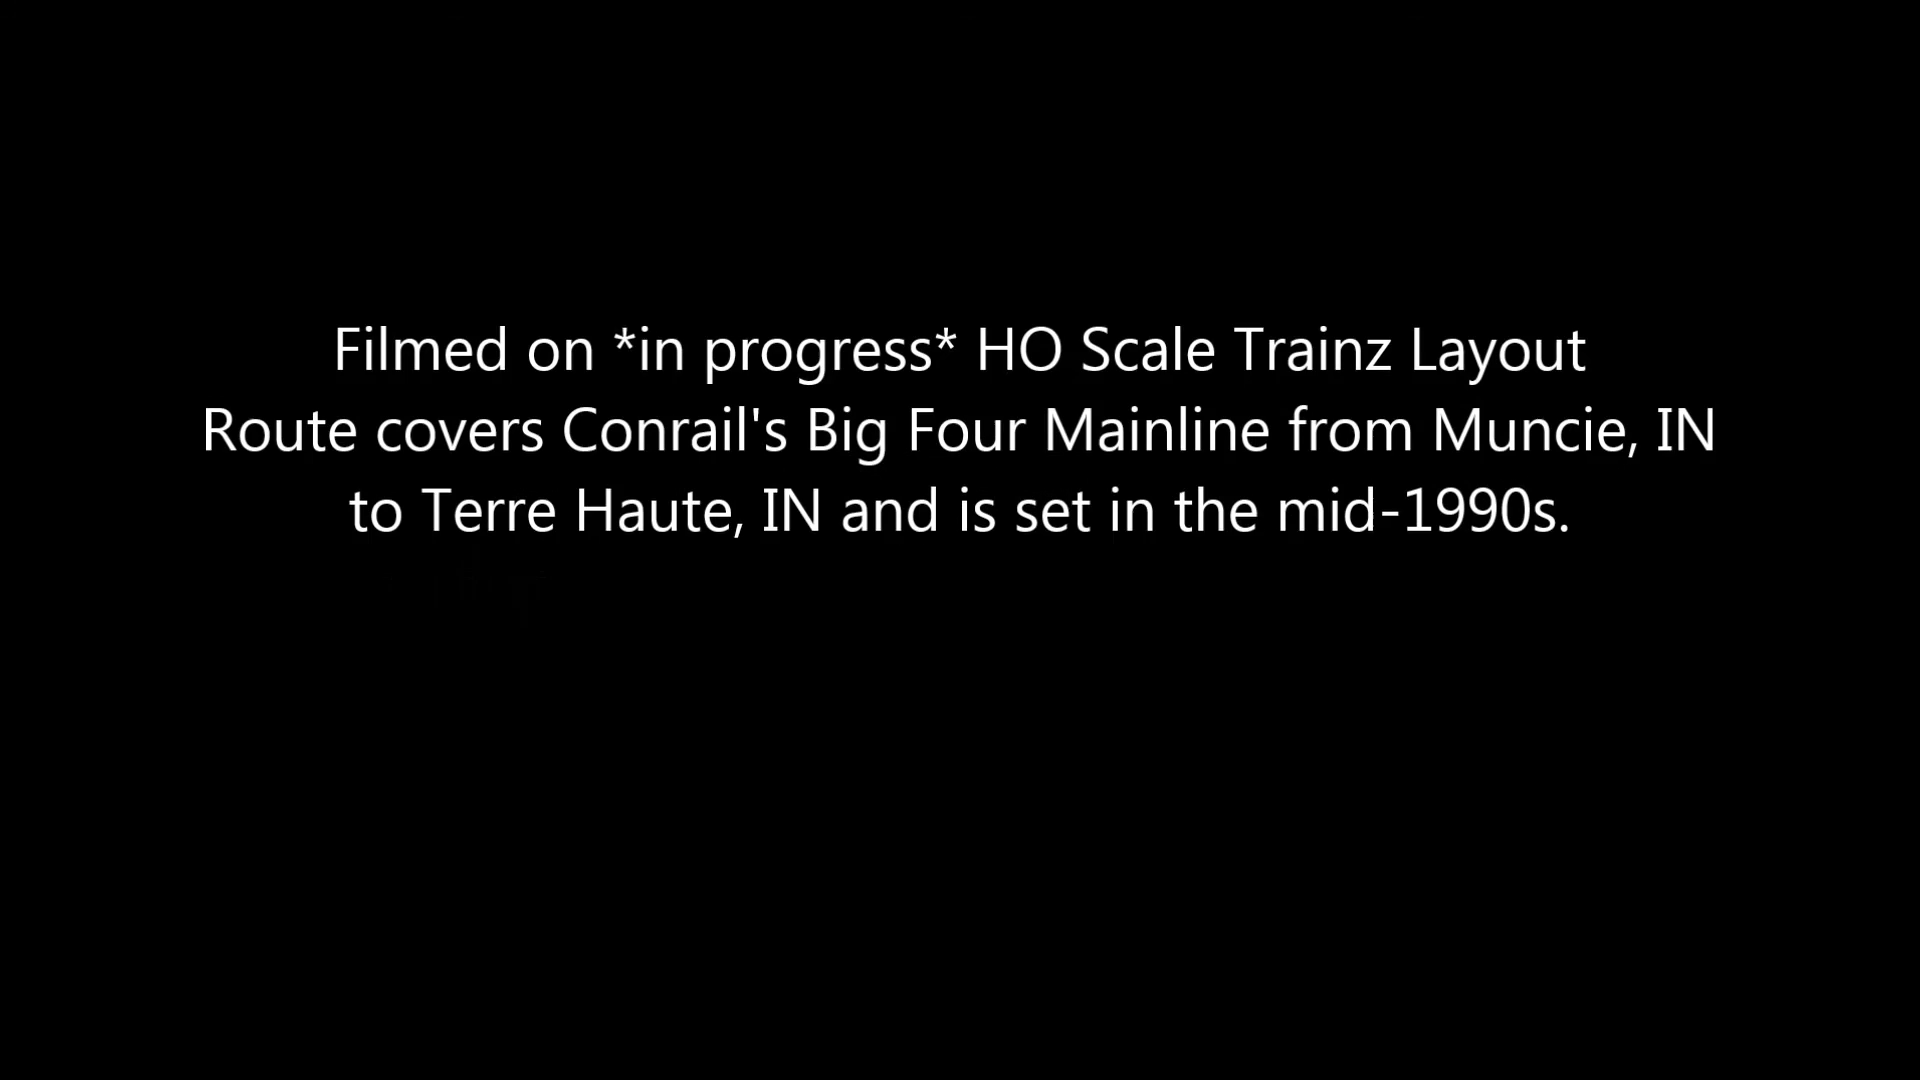 Filmed on *in progress* HO Scale Trainz Layout
Route covers Conrail's Big Four Mainline from Muncie, IN
to Terre Haute, IN and is set in the mid-1990s.